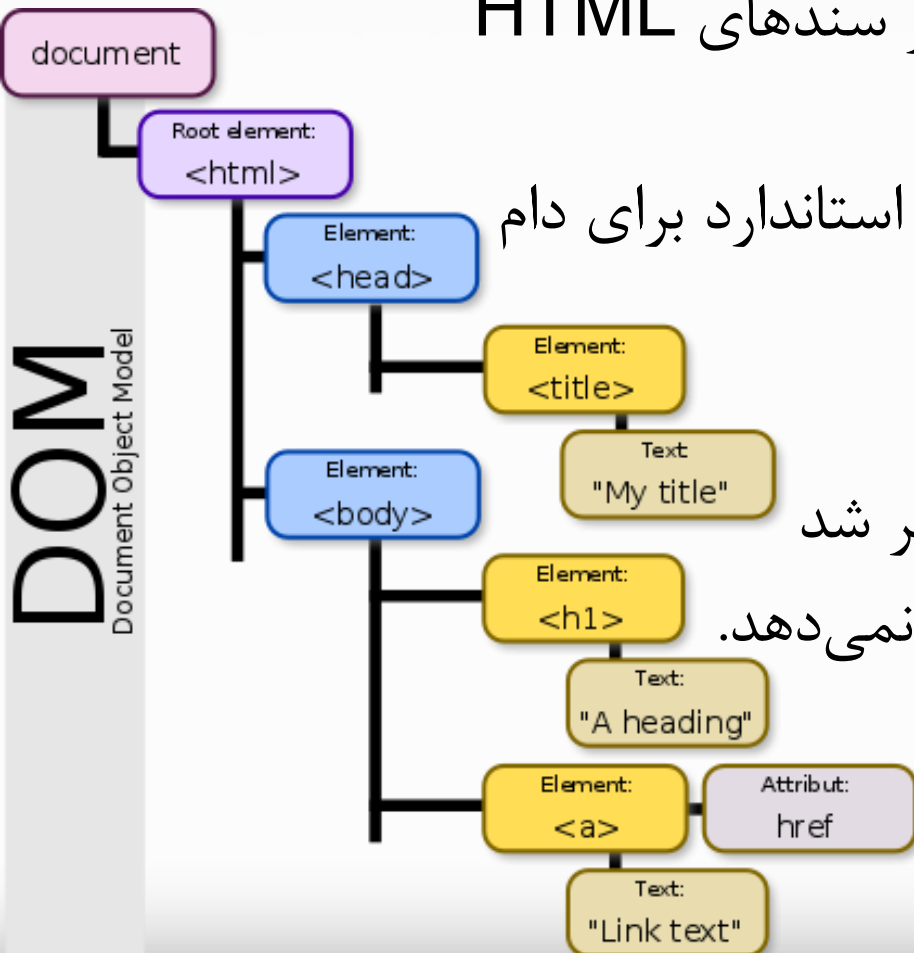 سندهای HTML
document
Root element:
<html>
استاندارد برای دام
Element:
<head>
Element:
<title>
Text
"My title"
DOM
Document Object Model
Element:
<body>
شد
نمی‌دهد.
Element:
<h1>
Text:
"A heading"
Element:
<a>
Attribut:
href
Text:
"Link text"